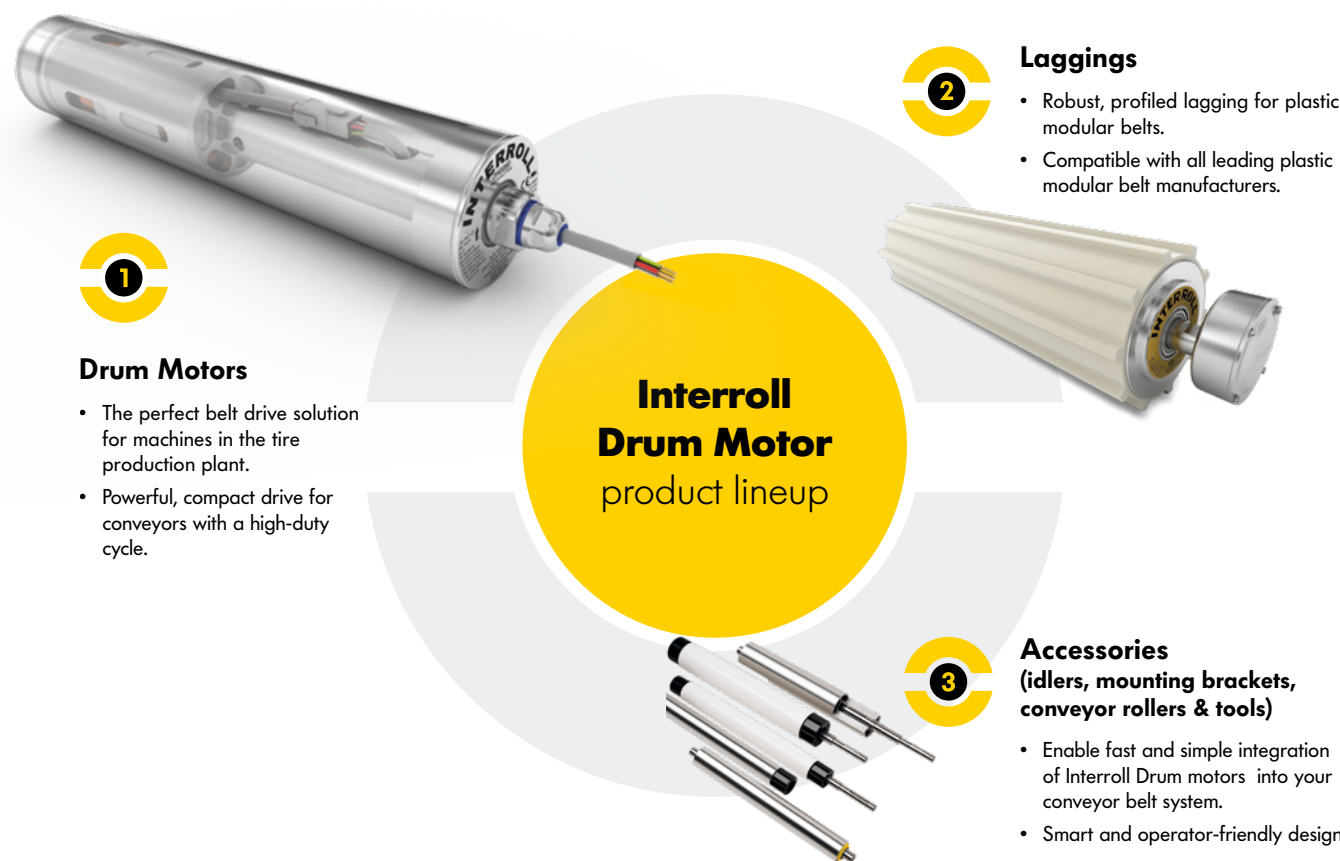 INTERROLL
1
Drum Motors
• The perfect belt drive solution
for machines in the tire
production plant.
• Powerful, compact drive for
conveyors with a high-duty
cycle.
Interroll
Drum Motor
product lineup
2
Laggings
• Robust, profiled lagging for plastic
modular belts.
• Compatible with all leading plastic
modular belt manufacturers.
INTERROLL
3
Accessories
(idlers, mounting brackets,
conveyor rollers & tools)
• Enable fast and simple integration
of Interroll Drum motors  into your
conveyor belt system.
• Smart and operator-friendly design